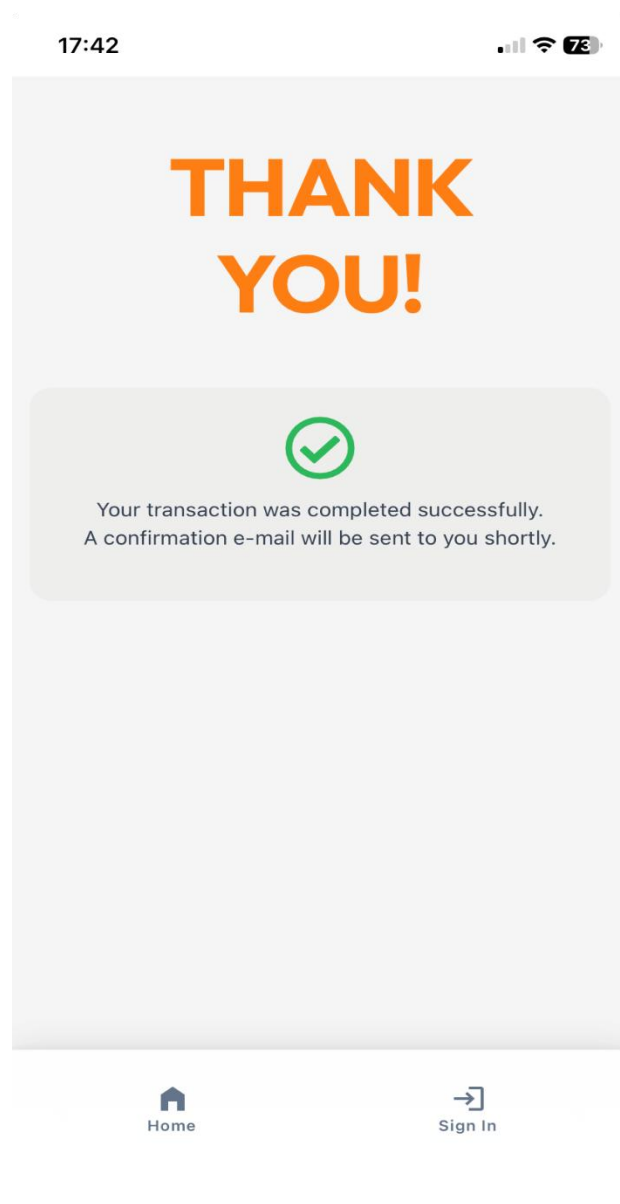 17:42
73
THANK
YOU!
Your transaction was completed successfully.
A confirmation e-mail will be sent to you shortly.
Home
Sign In